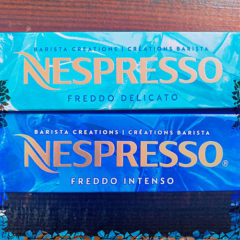 BARISTA CREATIONS | CRÉATIONS BARISTA
NESPRESSO
FREDDO DELICATO
BARISTA CREATIONS | CRÉATIONS BARISTA
NESPRESSO®
FREDDO INTENSO